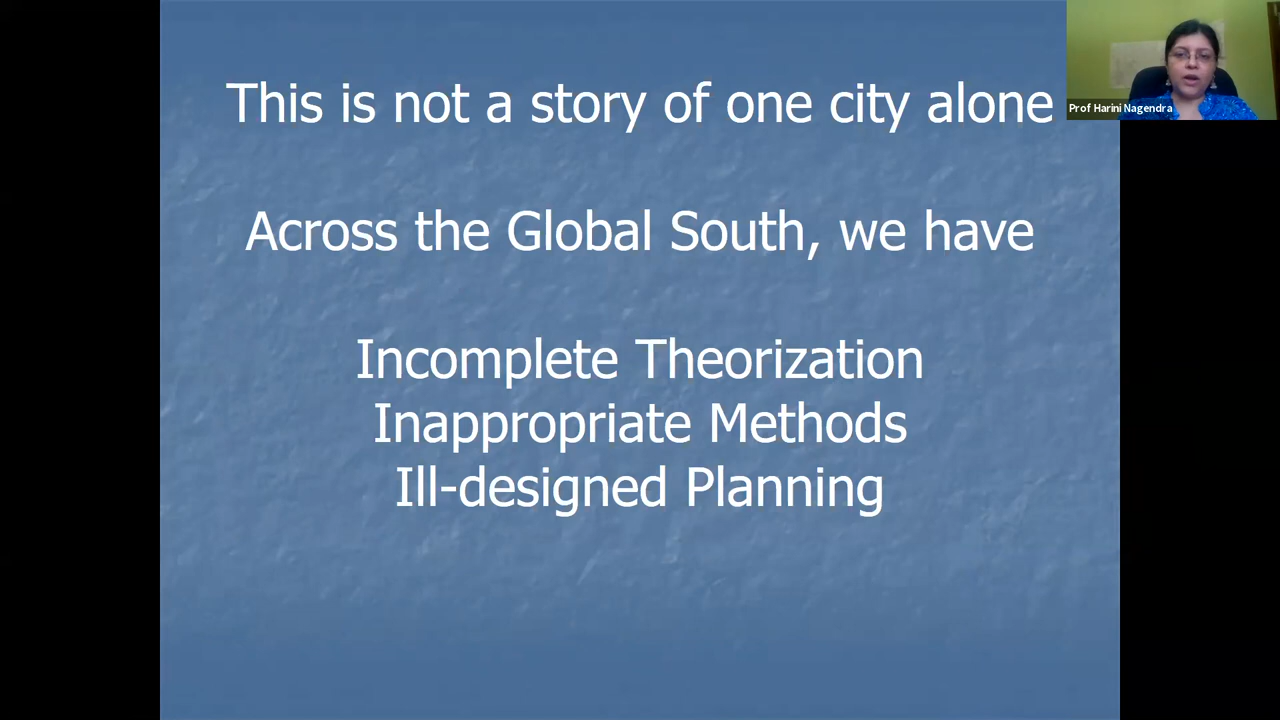 This is not a story of one city alone
Prof Harini Nagendra
Across the Global South, we have
Incomplete Theorization
Inappropriate Methods
Ill-designed Planning